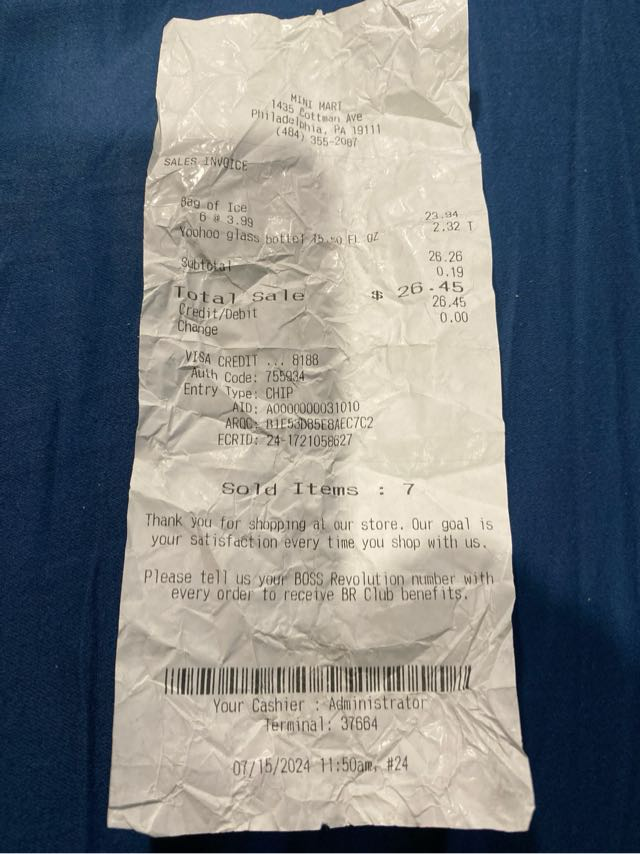 MINI MART
1435 Cottman Ave
Philadelphia, PA 19111
(484) 355-2087
SALES INVOICE
Bag of Ice
6 @ 3.99 23.94
Yoohoo glass bottel 15.50 FL OZ 2.32 T
Subtotal 26.26
0.19
Total Sale $ 26.45
Credit/Debit 26.45
Change 0.00
VISA CREDIT ... 8188
Auth Code: 755934
Entry Type: CHIP
AID: A0000000031010
ARQC: B1E53D85E8AEC7C2
ECRID: 24-1721058627
Sold Items : 7
Thank you for shopping at our store. Our goal is
your satisfaction every time you shop with us.
Please tell us your BOSS Revolution number with
every order to receive BR Club benefits.
Your Cashier : Administrator
Terminal: 37664
07/15/2024 11:50am, #24